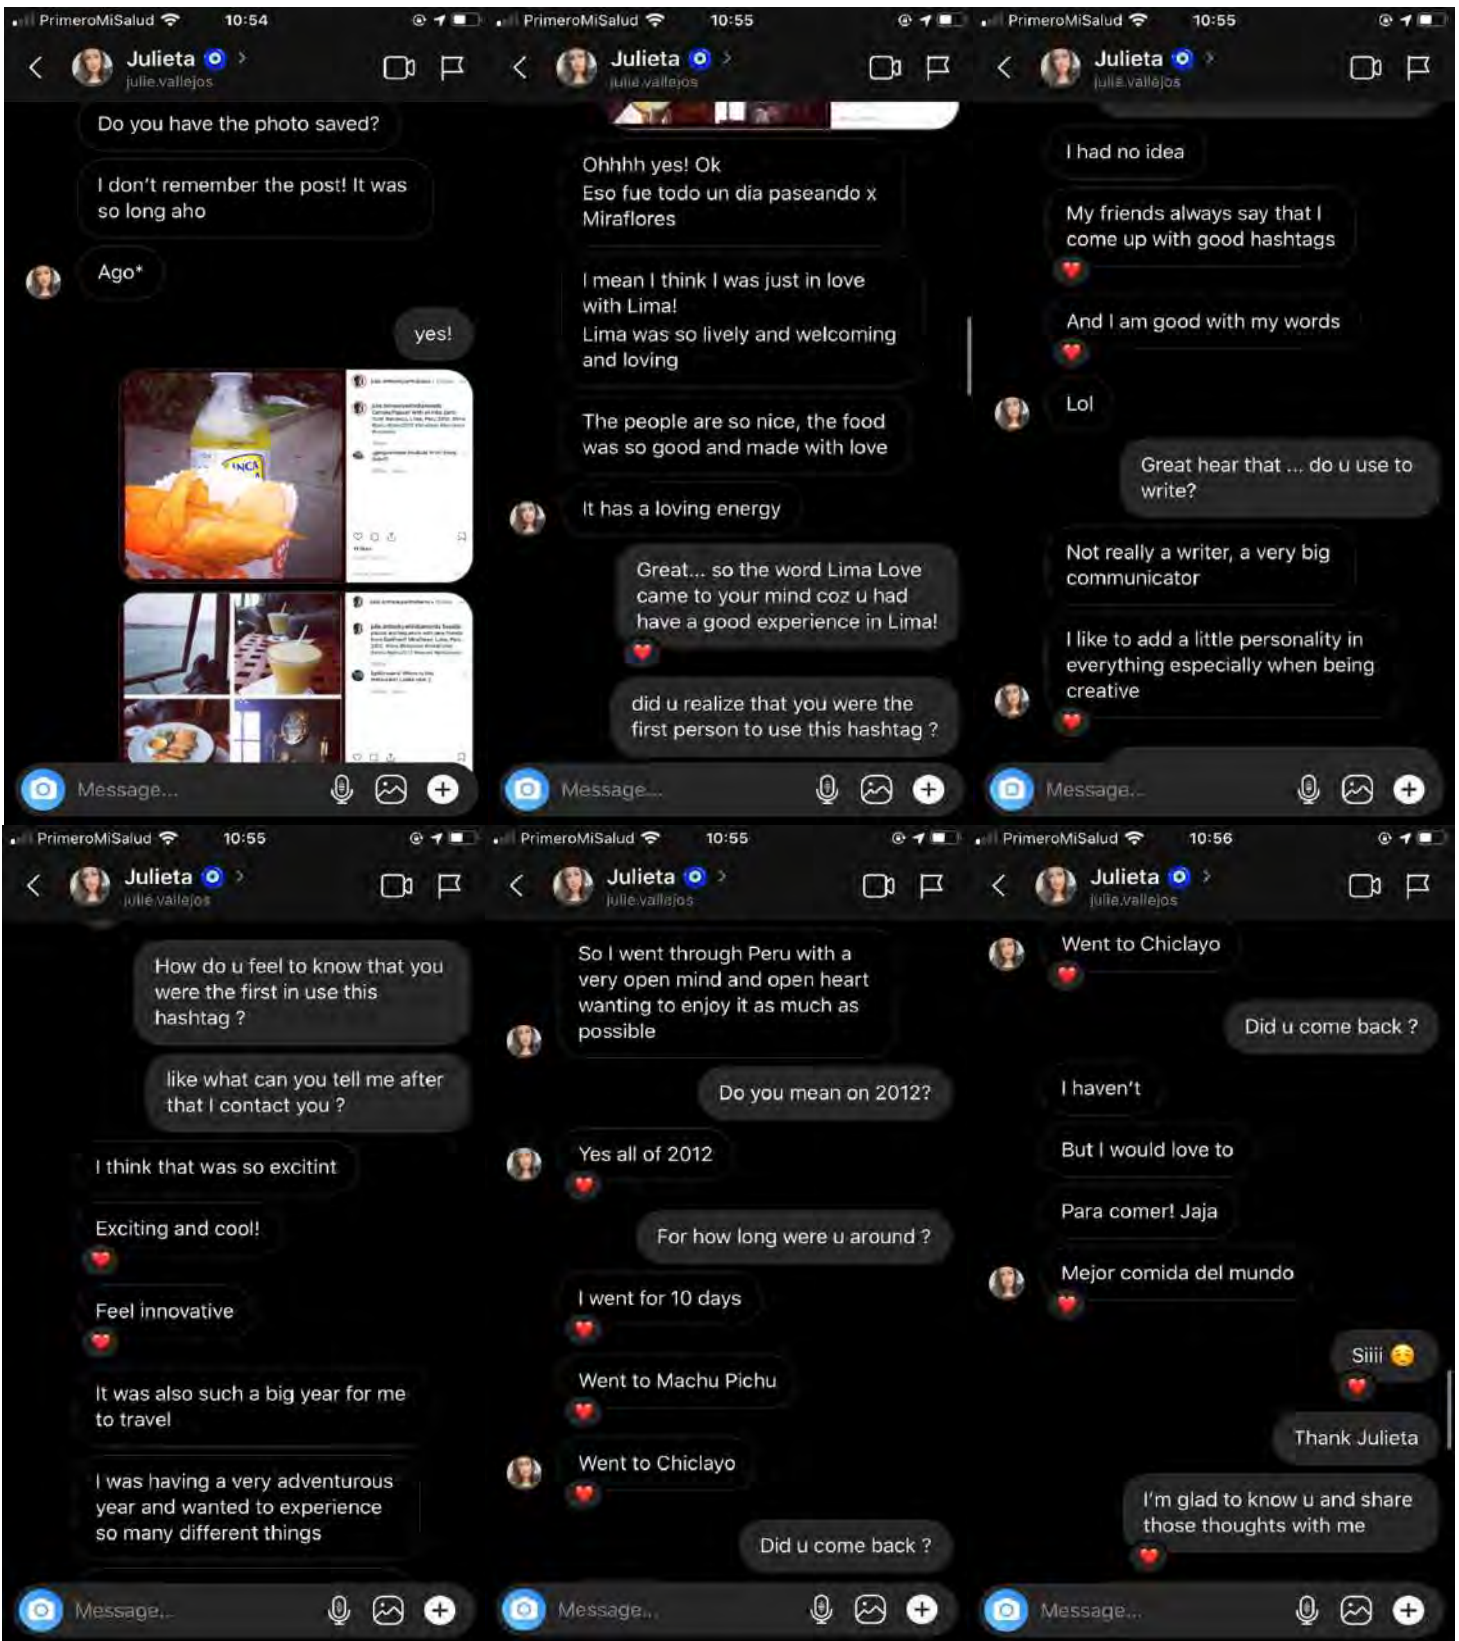 PrimeroMiSalud 10:54
Julieta
julie.vallejos
Do you have the photo saved?
I don't remember the post! It was
so long aho
Ago*
yes!
INCA
Message...
PrimeroMiSalud 10:55
Julieta
julie.vallejos
Ohhhh yes! Ok
Eso fue todo un día paseando x
Miraflores
I mean I think I was just in love
with Lima!
Lima was so lively and welcoming
and loving
The people are so nice, the food
was so good and made with love
It has a loving energy
Great... so the word Lima Love
came to your mind coz u had
have a good experience in Lima!
did u realize that you were the
first person to use this hashtag ?
Message...
PrimeroMiSalud 10:55
Julieta
julie.vallejos
I had no idea
My friends always say that I
come up with good hashtags
And I am good with my words
Lol
Great hear that ... do u use to
write?
Not really a writer, a very big
communicator
I like to add a little personality in
everything especially when being
creative
Message...
PrimeroMiSalud 10:55
Julieta
julie.vallejos
How do u feel to know that you
were the first in use this
hashtag ?
like what can you tell me after
that I contact you ?
I think that was so excitint
Exciting and cool!
Feel innovative
It was also such a big year for me
to travel
I was having a very adventurous
year and wanted to experience
so many different things
Message...
PrimeroMiSalud 10:55
Julieta
julie.vallejos
So I went through Peru with a
very open mind and open heart
wanting to enjoy it as much as
possible
Do you mean on 2012?
Yes all of 2012
For how long were u around ?
I went for 10 days
Went to Machu Pichu
Went to Chiclayo
Did u come back ?
Message...
PrimeroMiSalud 10:56
Julieta
julie.vallejos
Went to Chiclayo
Did u come back ?
I haven't
But I would love to
Para comer! Jaja
Mejor comida del mundo
Siiii
Thank Julieta
I'm glad to know u and share
those thoughts with me
Message...